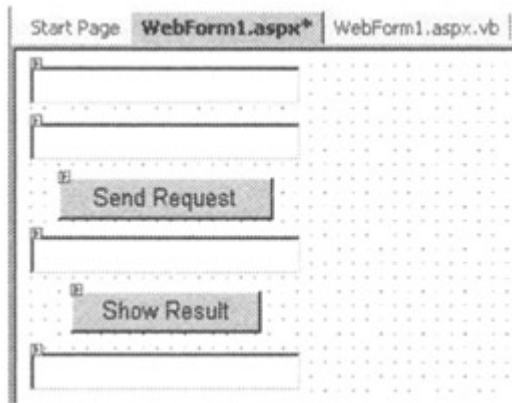 Start Page WebForm1.aspx* WebForm1.aspx.vb
Send Request
Show Result